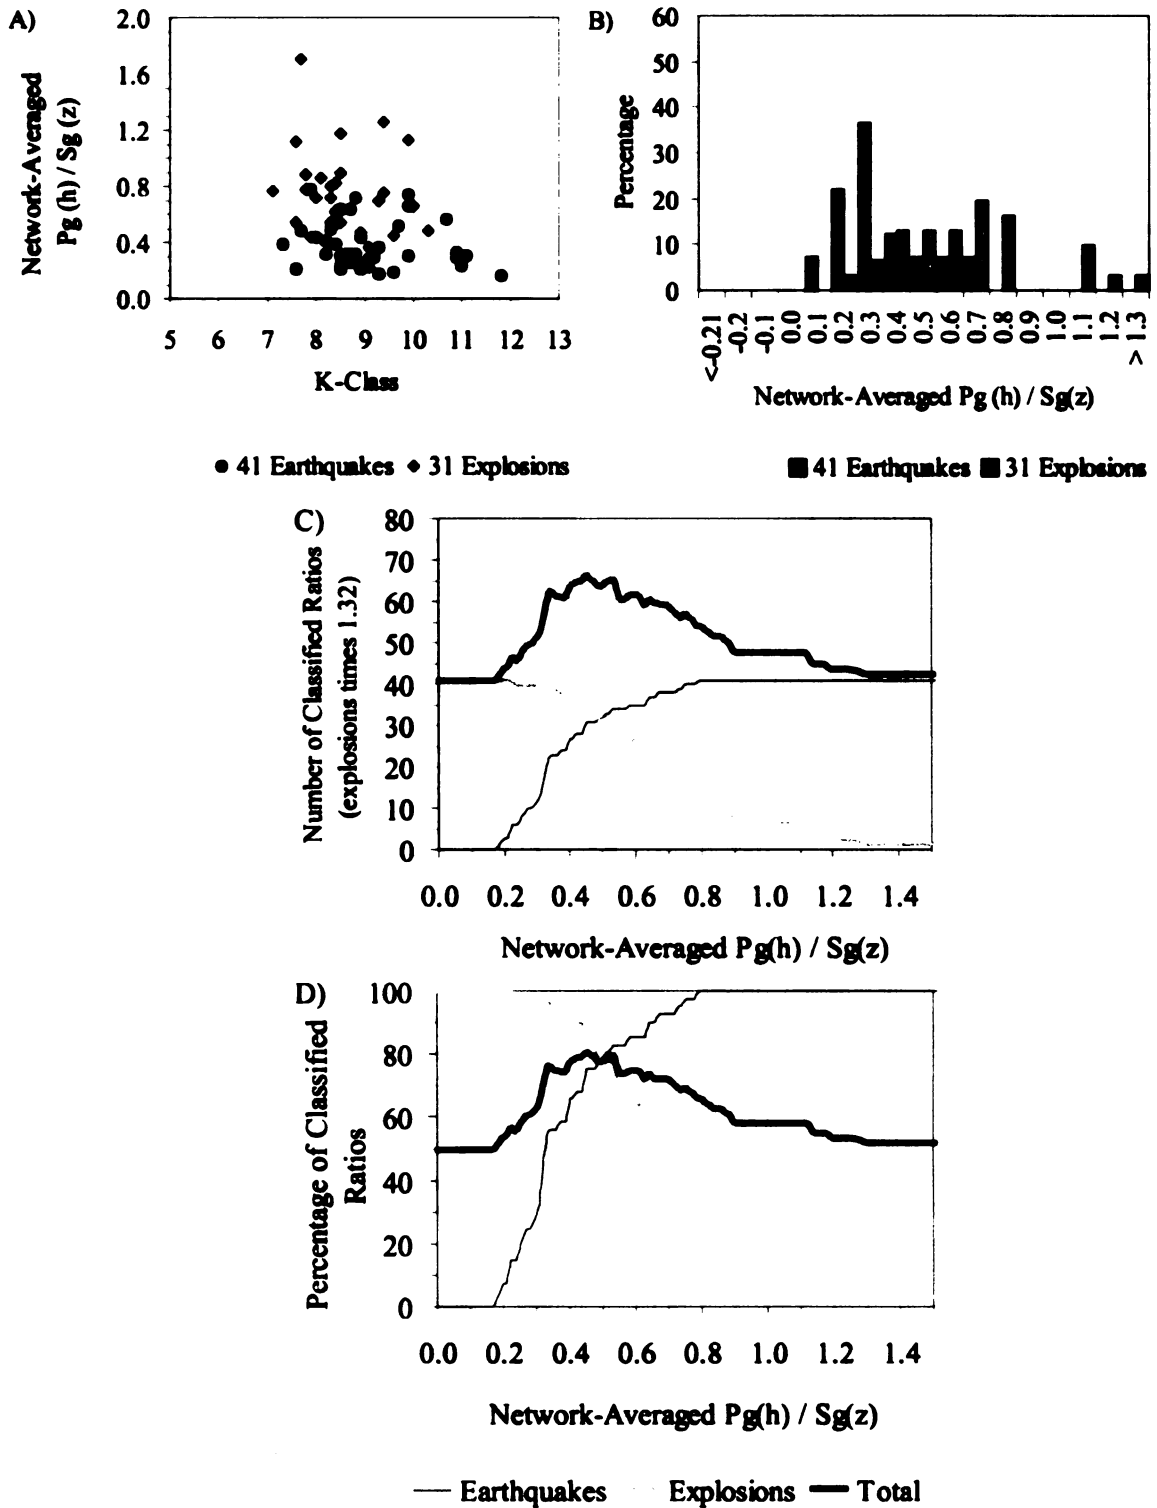 A)
Network-Averaged
Pg (h) / Sg (z)
2.0
1.6
1.2
0.8
0.4
0.0
5 6 7 8 9 10 11 12 13
K-Class
● 41 Earthquakes ◆ 31 Explosions
B)
Percentage
60
50
40
30
20
10
0
<-0.21 -0.2 -0.1 0.0 0.1 0.2 0.3 0.4 0.5 0.6 0.7 0.8 0.9 1.0 1.1 1.2 > 1.3
Network-Averaged Pg (h) / Sg(z)
■ 41 Earthquakes ■ 31 Explosions
C)
Number of Classified Ratios
(explosions times 1.32)
80
70
60
50
40
30
20
10
0
0.0 0.2 0.4 0.6 0.8 1.0 1.2 1.4
Network-Averaged Pg(h) / Sg(z)
D)
Percentage of Classified
Ratios
100
80
60
40
20
0
0.0 0.2 0.4 0.6 0.8 1.0 1.2 1.4
Network-Averaged Pg(h) / Sg(z)
Earthquakes Explosions Total